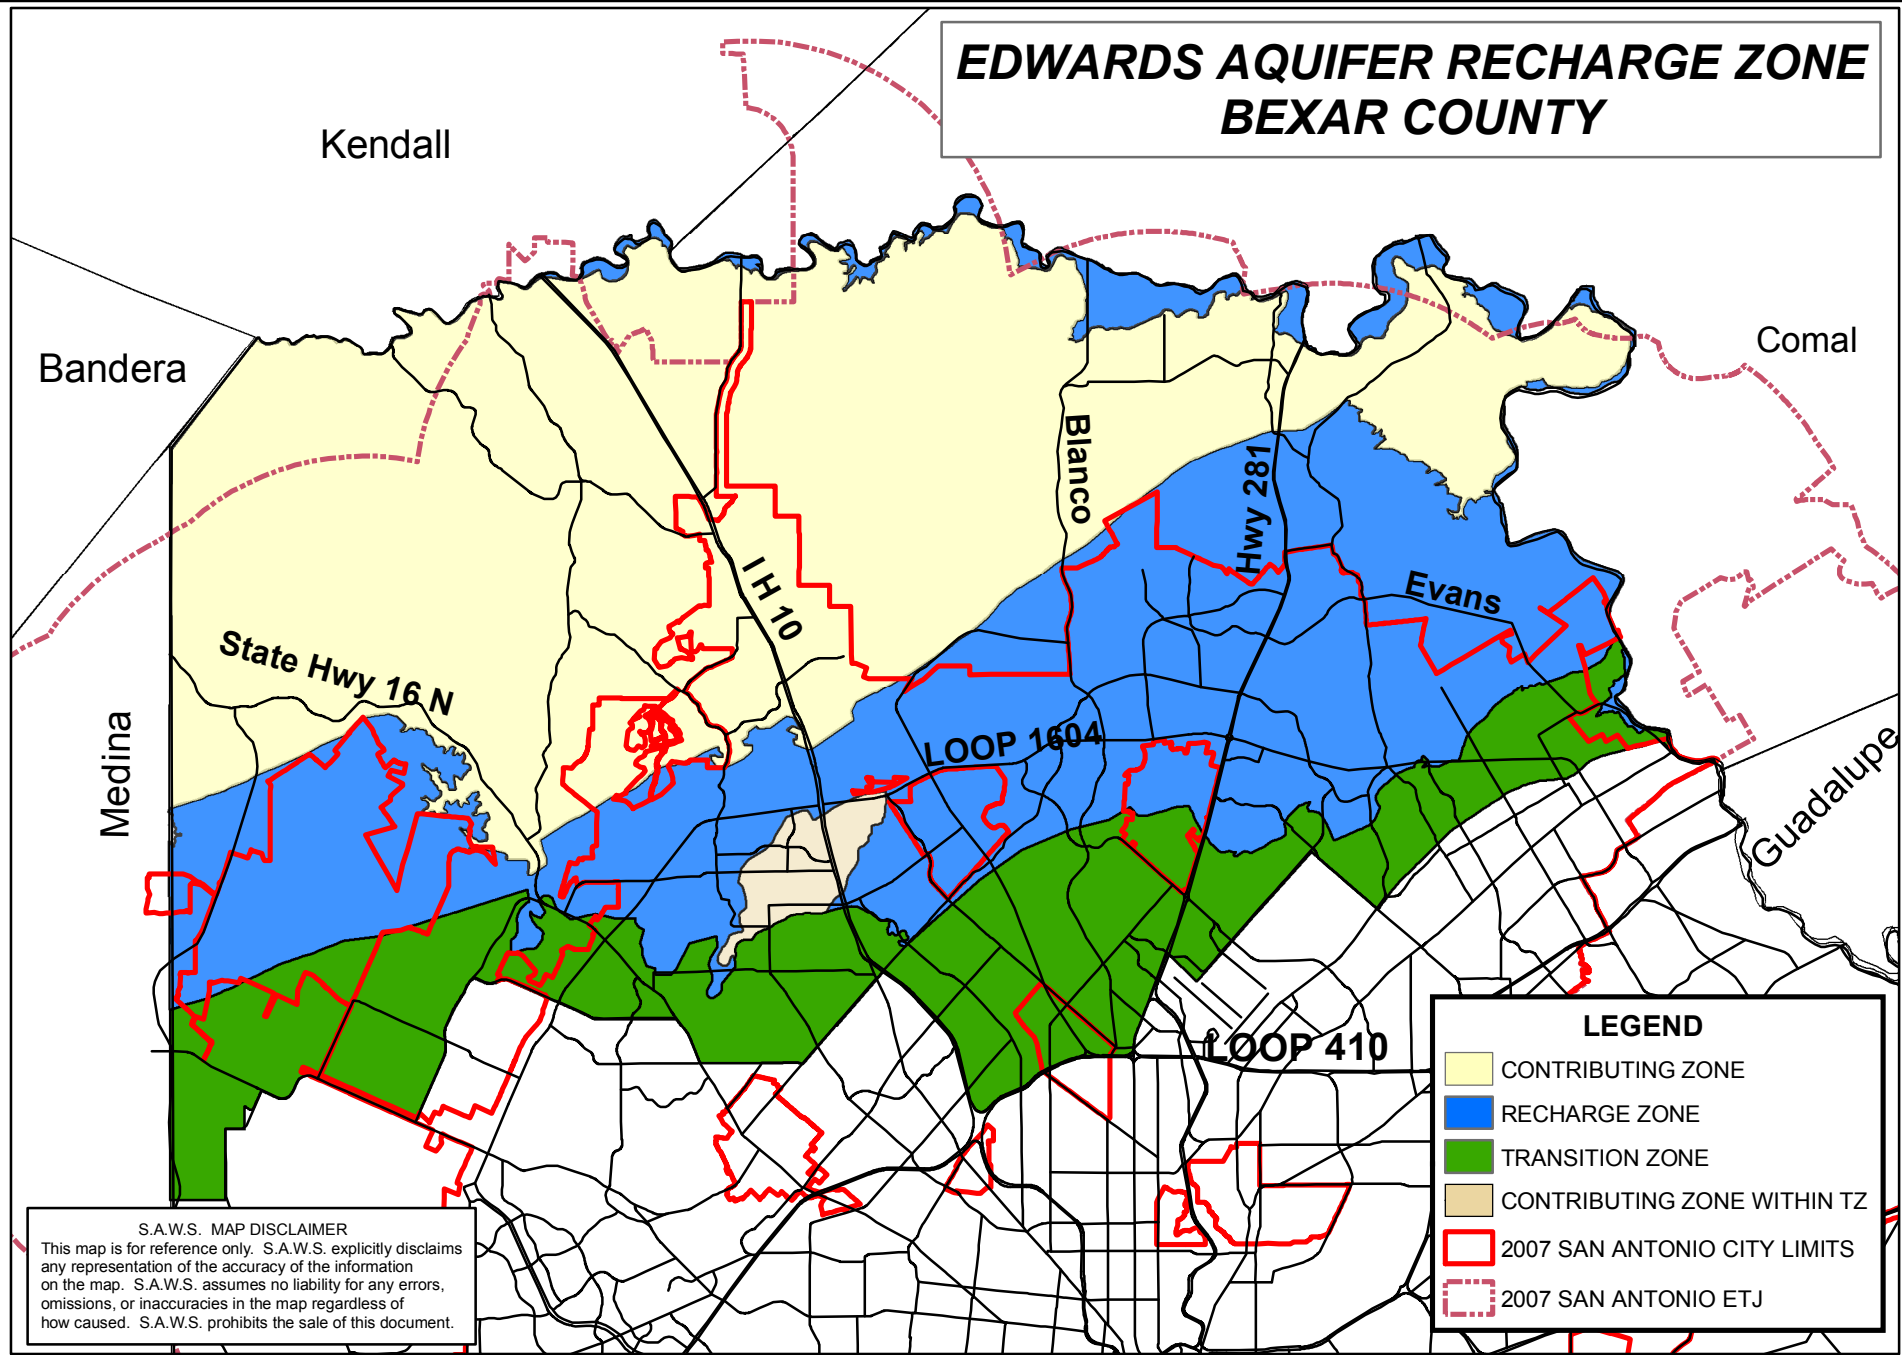 EDWARDS AQUIFER RECHARGE ZONE
BEXAR COUNTY
Kendall
Bandera
Comal
Blanco
Hwy 281
I H 10
Evans
State Hwy 16 N
Medina
LOOP 1604
Guadalupe
LOOP 410
LEGEND
CONTRIBUTING ZONE
RECHARGE ZONE
TRANSITION ZONE
CONTRIBUTING ZONE WITHIN TZ
2007 SAN ANTONIO CITY LIMITS
2007 SAN ANTONIO ETJ
S.A.W.S. MAP DISCLAIMER
This map is for reference only. S.A.W.S. explicitly disclaims
any representation of the accuracy of the information
on the map. S.A.W.S. assumes no liability for any errors,
omissions, or inaccuracies in the map regardless of
how caused. S.A.W.S. prohibits the sale of this document.